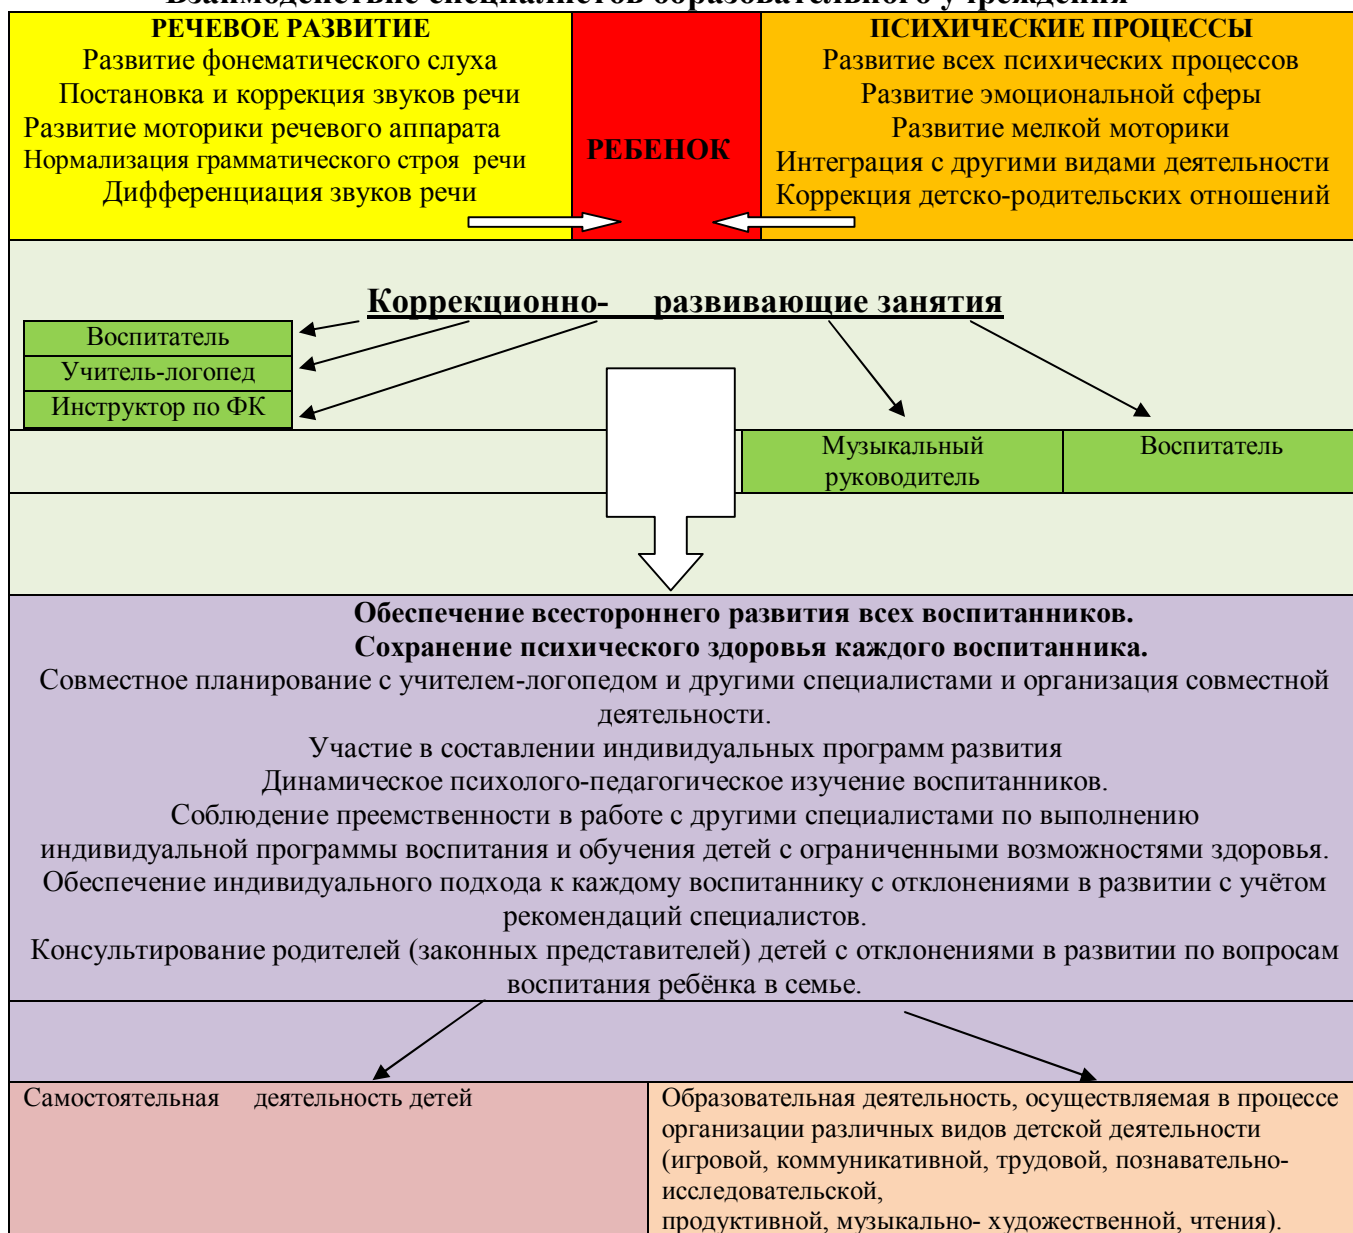 Взаимодействие специалистов образовательного учреждения
РЕЧЕВОЕ РАЗВИТИЕ
Развитие фонематического слуха
Постановка и коррекция звуков речи
Развитие моторики речевого аппарата
Нормализация грамматического строя речи
Дифференциация звуков речи
РЕБЕНОК
ПСИХИЧЕСКИЕ ПРОЦЕССЫ
Развитие всех психических процессов
Развитие эмоциональной сферы
Развитие мелкой моторики
Интеграция с другими видами деятельности
Коррекция детско-родительских отношений
Коррекционно- развивающие занятия
Воспитатель
Учитель-логопед
Инструктор по ФК
Музыкальный
руководитель
Воспитатель
Обеспечение всестороннего развития всех воспитанников.
Сохранение психического здоровья каждого воспитанника.
Совместное планирование с учителем-логопедом и другими специалистами и организация совместной
деятельности.
Участие в составлении индивидуальных программ развития
Динамическое психолого-педагогическое изучение воспитанников.
Соблюдение преемственности в работе с другими специалистами по выполнению
индивидуальной программы воспитания и обучения детей с ограниченными возможностями здоровья.
Обеспечение индивидуального подхода к каждому воспитаннику с отклонениями в развитии с учётом
рекомендаций специалистов.
Консультирование родителей (законных представителей) детей с отклонениями в развитии по вопросам
воспитания ребёнка в семье.
Самостоятельная деятельность детей
Образовательная деятельность, осуществляемая в процессе
организации различных видов детской деятельности
(игровой, коммуникативной, трудовой, познавательно-
исследовательской,
продуктивной, музыкально- художественной, чтения).